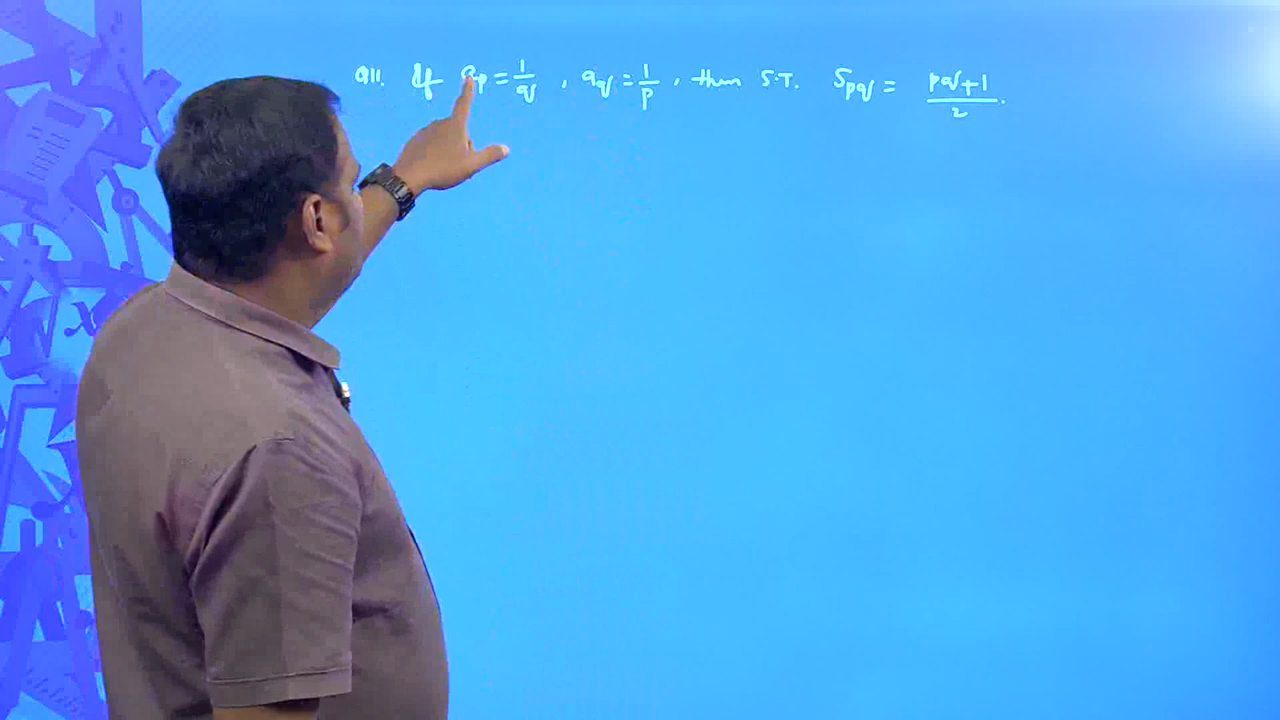 Q11. If ap = 1/q, aq = 1/p, then S.T. Spq = pq+1/2.